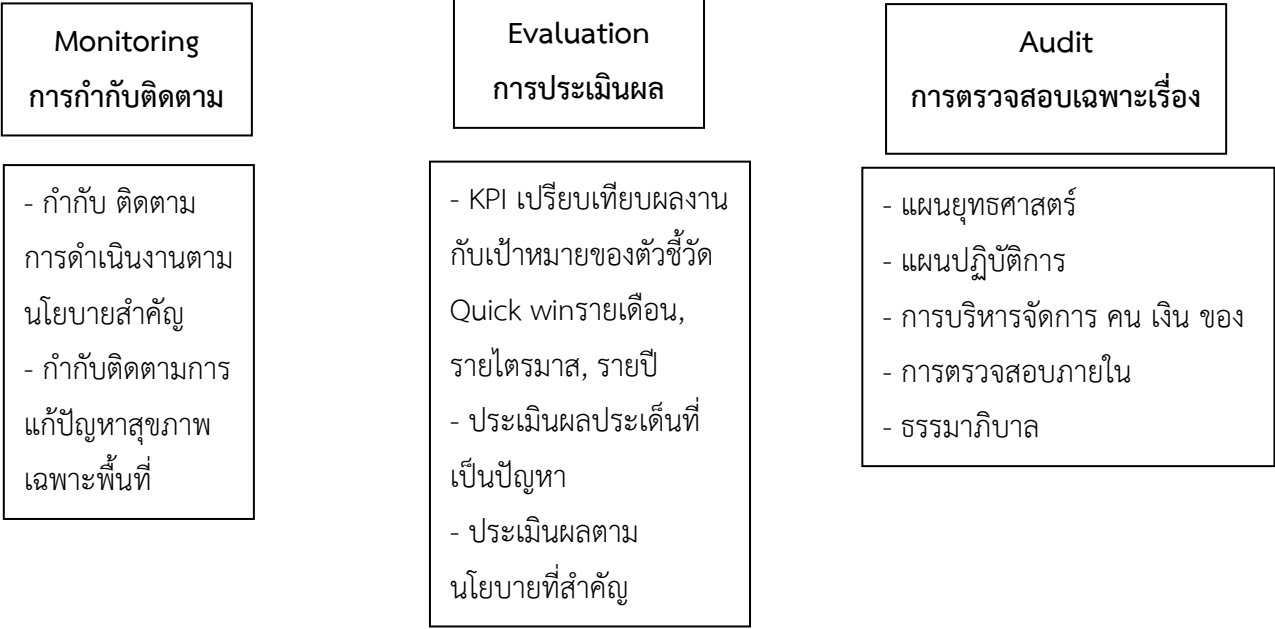 Monitoring
การกำกับติดตาม
- กำกับ ติดตาม
การดำเนินงานตาม
นโยบายสำคัญ
- กำกับติดตามการ
แก้ปัญหาสุขภาพ
เฉพาะพื้นที่
Evaluation
การประเมินผล
- KPI เปรียบเทียบผลงาน
กับเป้าหมายของตัวชี้วัด
Quick winรายเดือน,
รายไตรมาส, รายปี
- ประเมินผลประเด็นที่
เป็นปัญหา
- ประเมินผลตาม
นโยบายที่สำคัญ
Audit
การตรวจสอบเฉพาะเรื่อง
- แผนยุทธศาสตร์
- แผนปฏิบัติการ
- การบริหารจัดการ คน เงิน ของ
- การตรวจสอบภายใน
- ธรรมาภิบาล